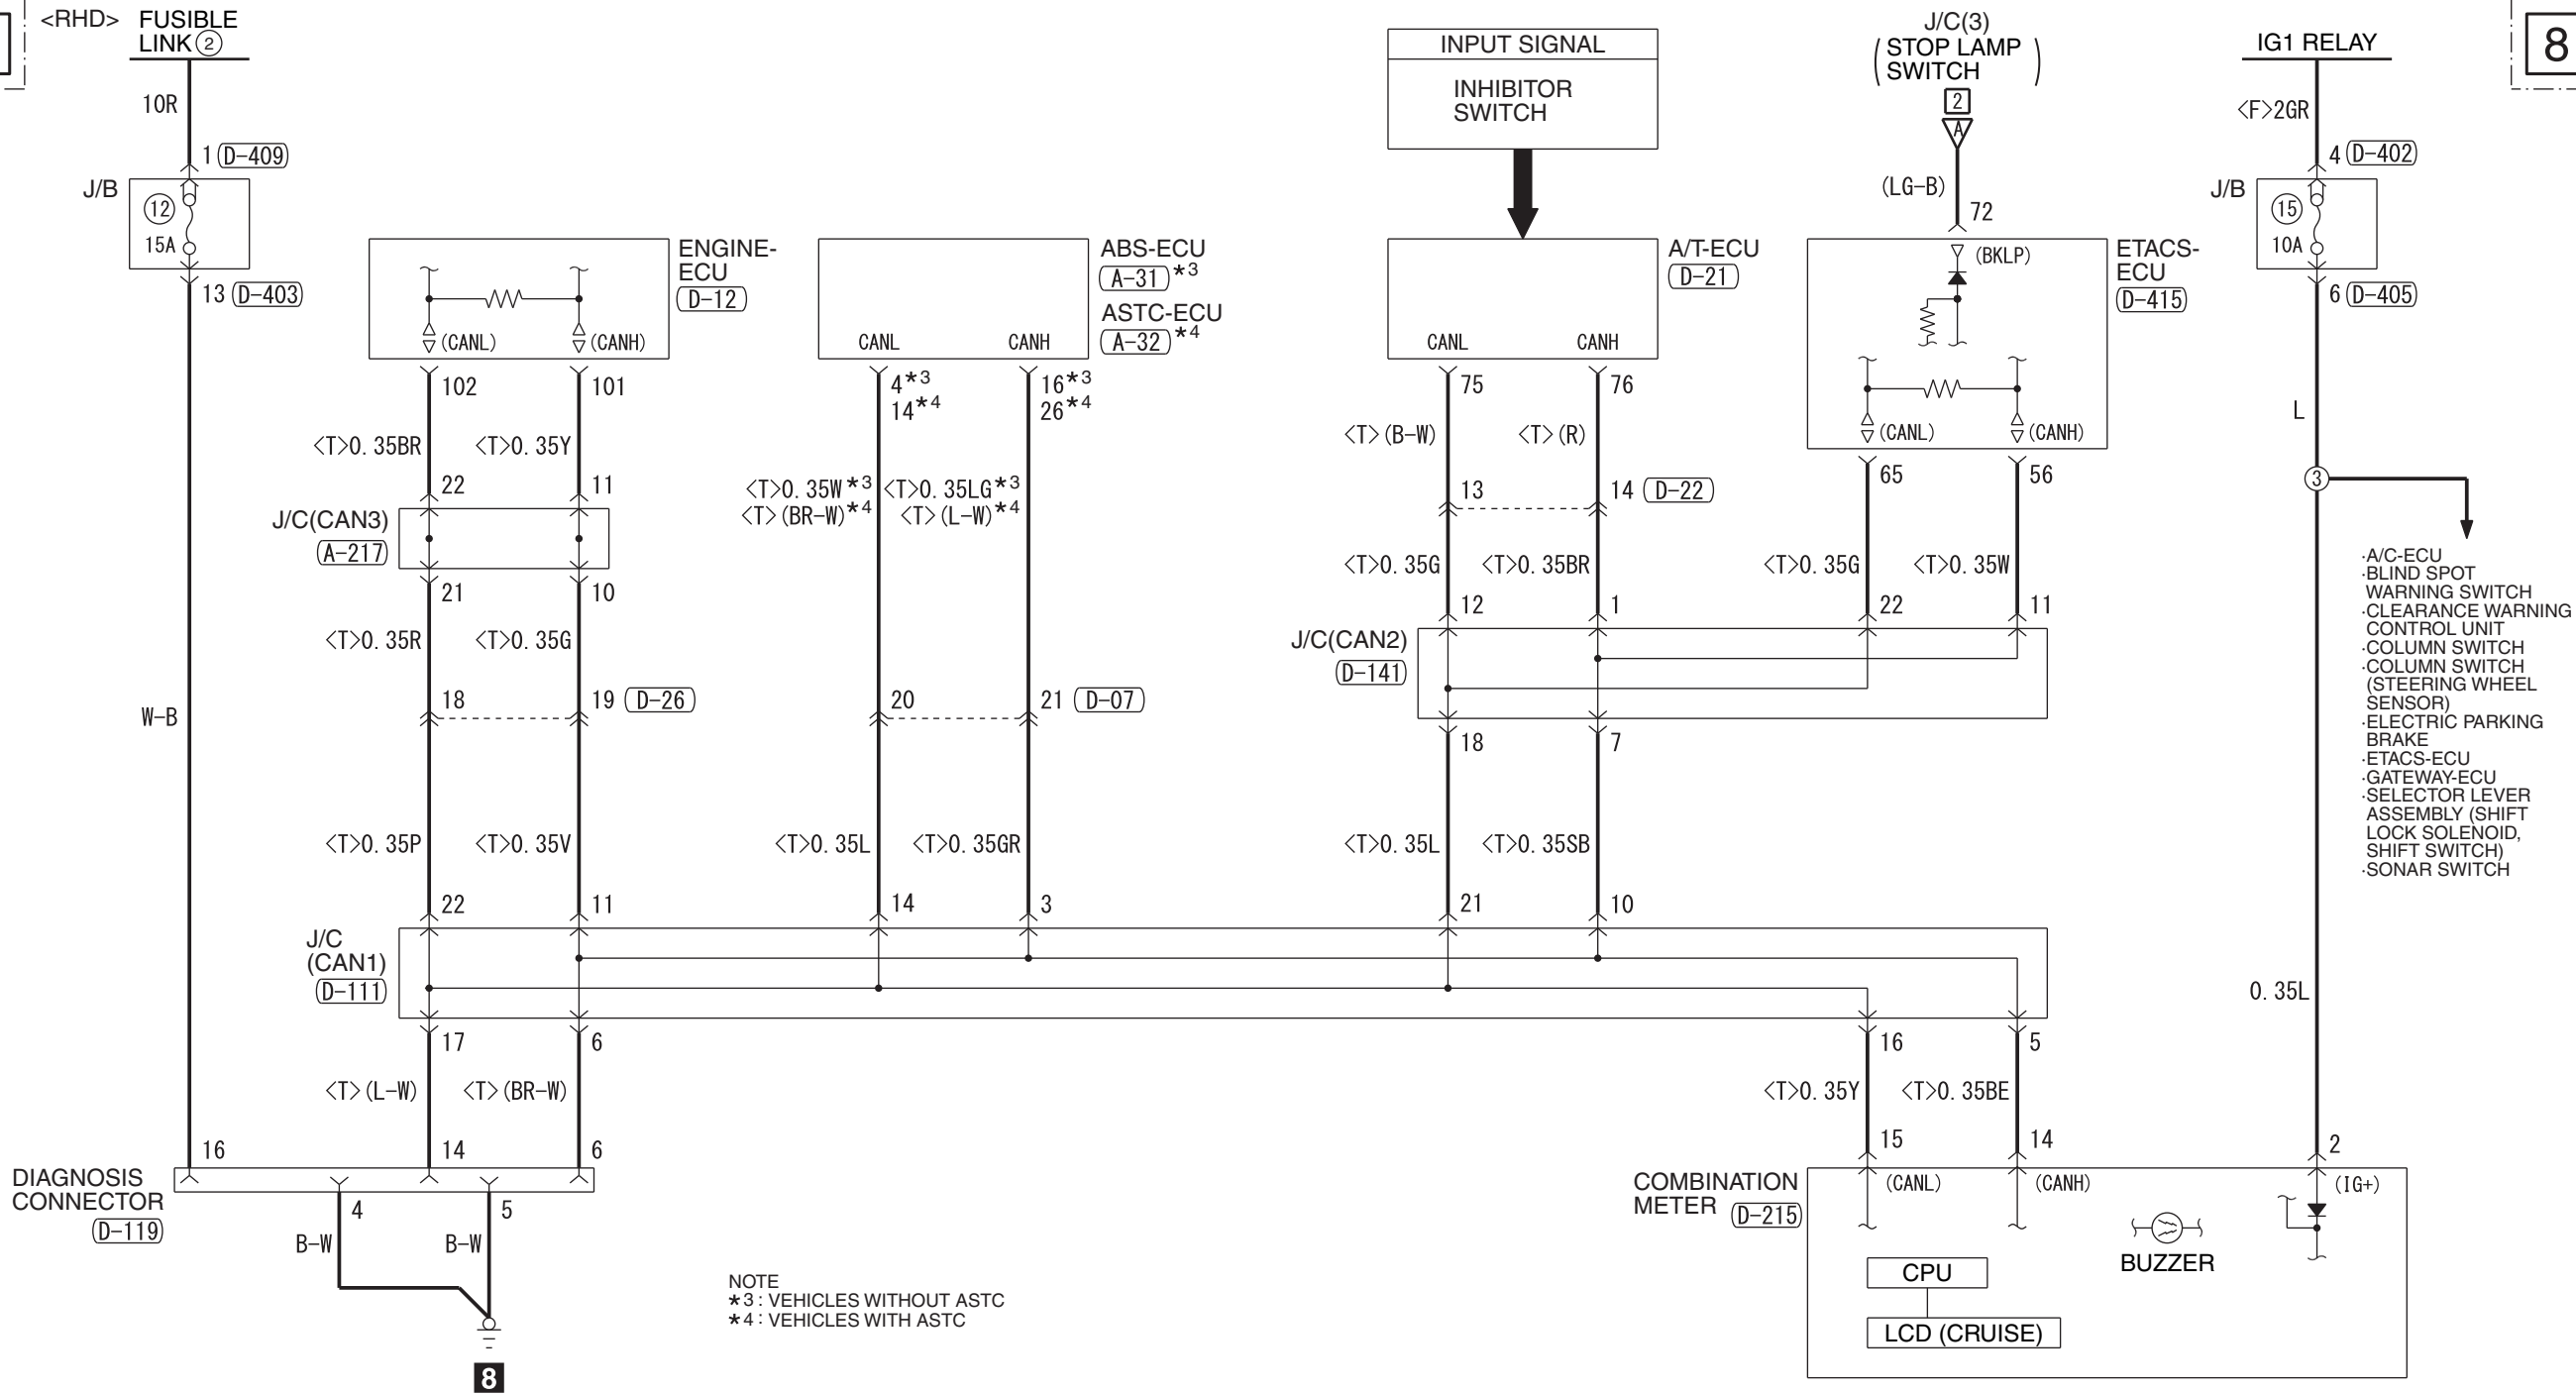 <RHD>
FUSIBLE
LINK ②
10R
1 (D-409)
J/B
⑫
15A
13 (D-403)
W-B
ENGINE-
ECU
D-12
(CANL) (CANH)
102 101
<T>0.35BR <T>0.35Y
22 11
J/C(CAN3)
A-217
21 10
<T>0.35R <T>0.35G
18 19 D-26
<T>0.35P <T>0.35V
22 11
ABS-ECU
A-31 *3
ASTC-ECU
A-32 *4
CANL CANH
4*3 16*3
14*4 26*4
<T>0.35W*3 <T>0.35LG*3
<T>(BR-W)*4 <T>(L-W)*4
20 21 D-07
<T>0.35L <T>0.35GR
14 3
INPUT SIGNAL
INHIBITOR
SWITCH
A/T-ECU
D-21
CANL CANH
75 76
<T>(B-W) <T>(R)
13 14 D-22
<T>0.35G <T>0.35BR
12 1
J/C(3)
(STOP LAMP
SWITCH)
2
A
(LG-B)
72
(BKLP)
ETACS-
ECU
D-415
(CANL) (CANH)
65 56
<T>0.35G <T>0.35W
22 11
J/C(CAN2)
D-141
18 7
<T>0.35L <T>0.35SB
21 10
IG1 RELAY
8
<F>2GR
4 D-402
J/B
⑮
10A
6 D-405
L
③
·A/C-ECU
·BLIND SPOT
WARNING SWITCH
·CLEARANCE WARNING
CONTROL UNIT
·COLUMN SWITCH
·COLUMN SWITCH
(STEERING WHEEL
SENSOR)
·ELECTRIC PARKING
BRAKE
·ETACS-ECU
·GATEWAY-ECU
·SELECTOR LEVER
ASSEMBLY (SHIFT
LOCK SOLENOID,
SHIFT SWITCH)
·SONAR SWITCH
0.35L
2
J/C
(CAN1)
D-111
17 6
<T>(L-W) <T>(BR-W)
16 14 6
DIAGNOSIS
CONNECTOR
D-119
4 5
B-W B-W
8
16 5
<T>0.35Y <T>0.35BE
15 14
COMBINATION
METER
D-215
(CANL) (CANH) (IG+)
BUZZER
CPU
LCD (CRUISE)
NOTE
*3 : VEHICLES WITHOUT ASTC
*4 : VEHICLES WITH ASTC